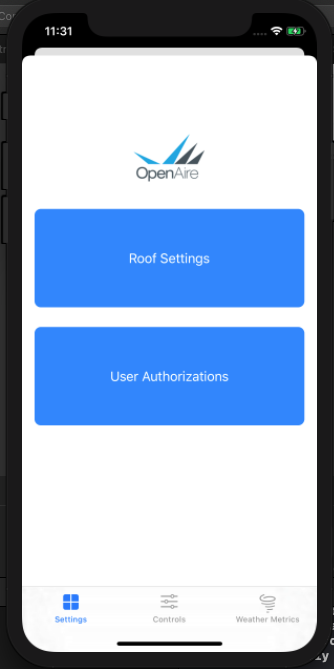 11:31
OpenAire
Roof Settings
User Authorizations
Settings
Controls
Weather Metrics